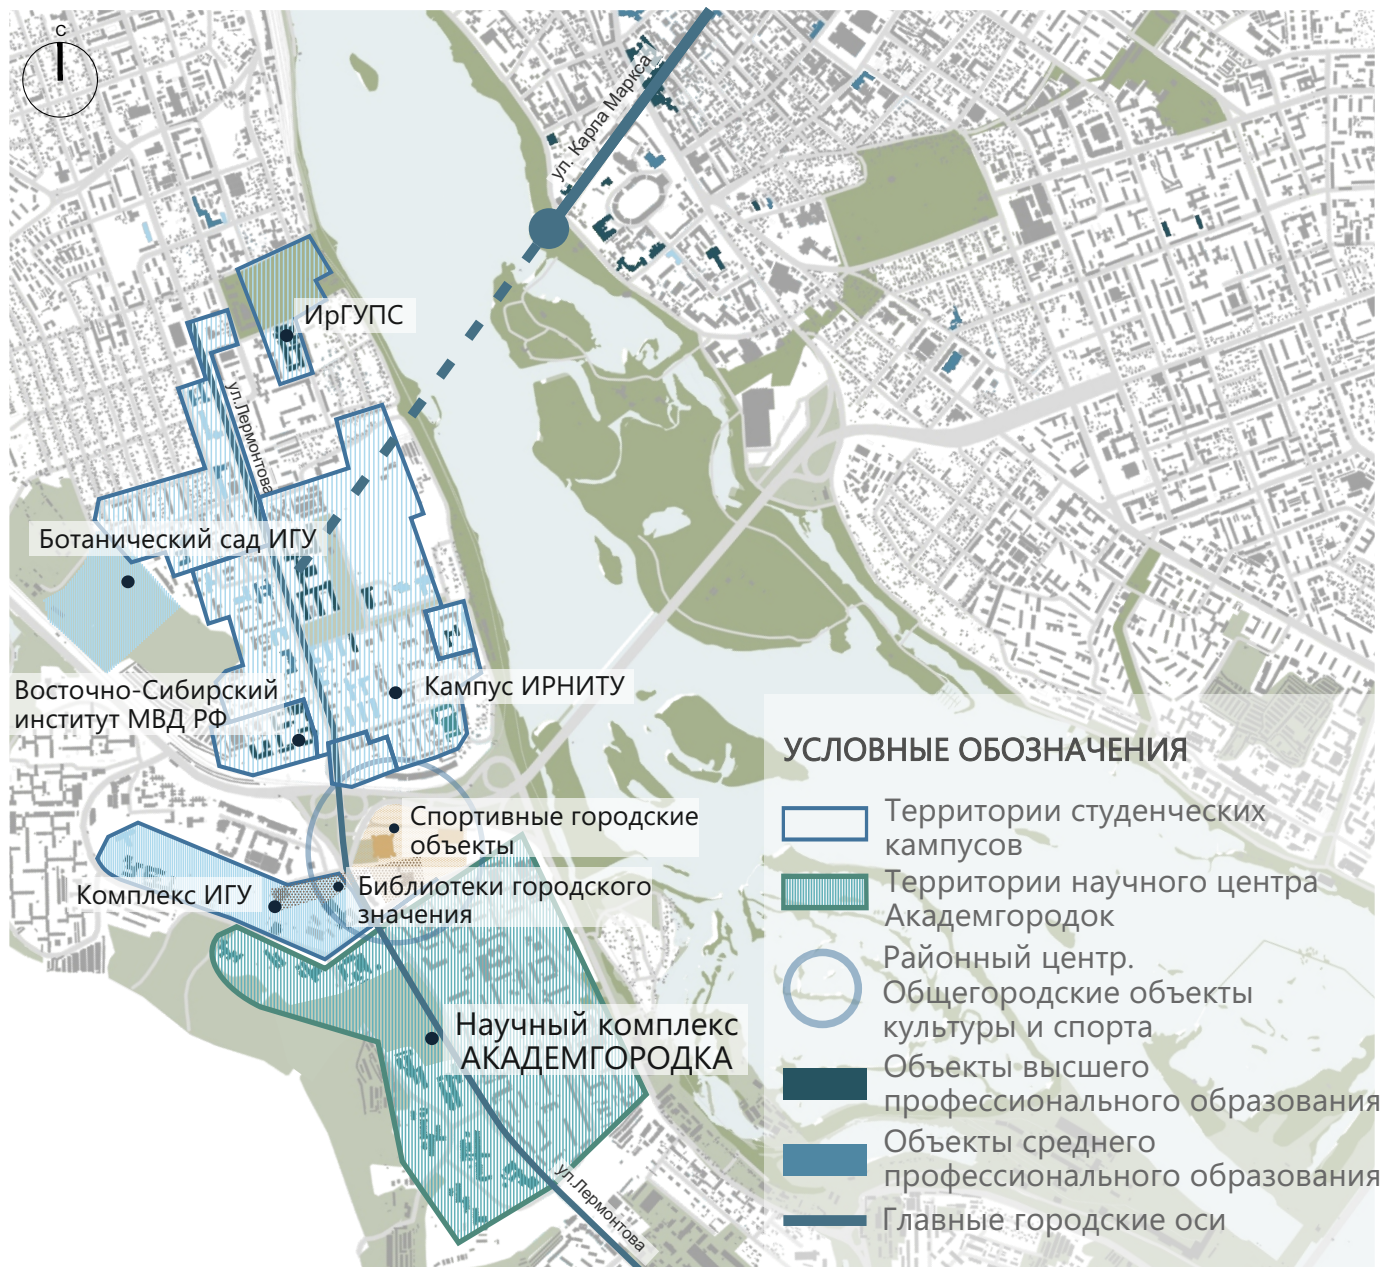 С
ул. Карла Маркса
ИрГУПС
ул.Лермонтова
Ботанический сад ИГУ
Восточно-Сибирский
институт МВД РФ
Кампус ИРНИТУ
Спортивные городские
объекты
Комплекс ИГУ
Библиотеки городского
значения
Научный комплекс
АКАДЕМГОРОДКА
ул.Лермонтова
УСЛОВНЫЕ ОБОЗНАЧЕНИЯ
Территории студенческих
кампусов
Территории научного центра
Академгородок
Районный центр.
Общегородские объекты
культуры и спорта
Объекты высшего
профессионального образования
Объекты среднего
профессионального образования
Главные городские оси